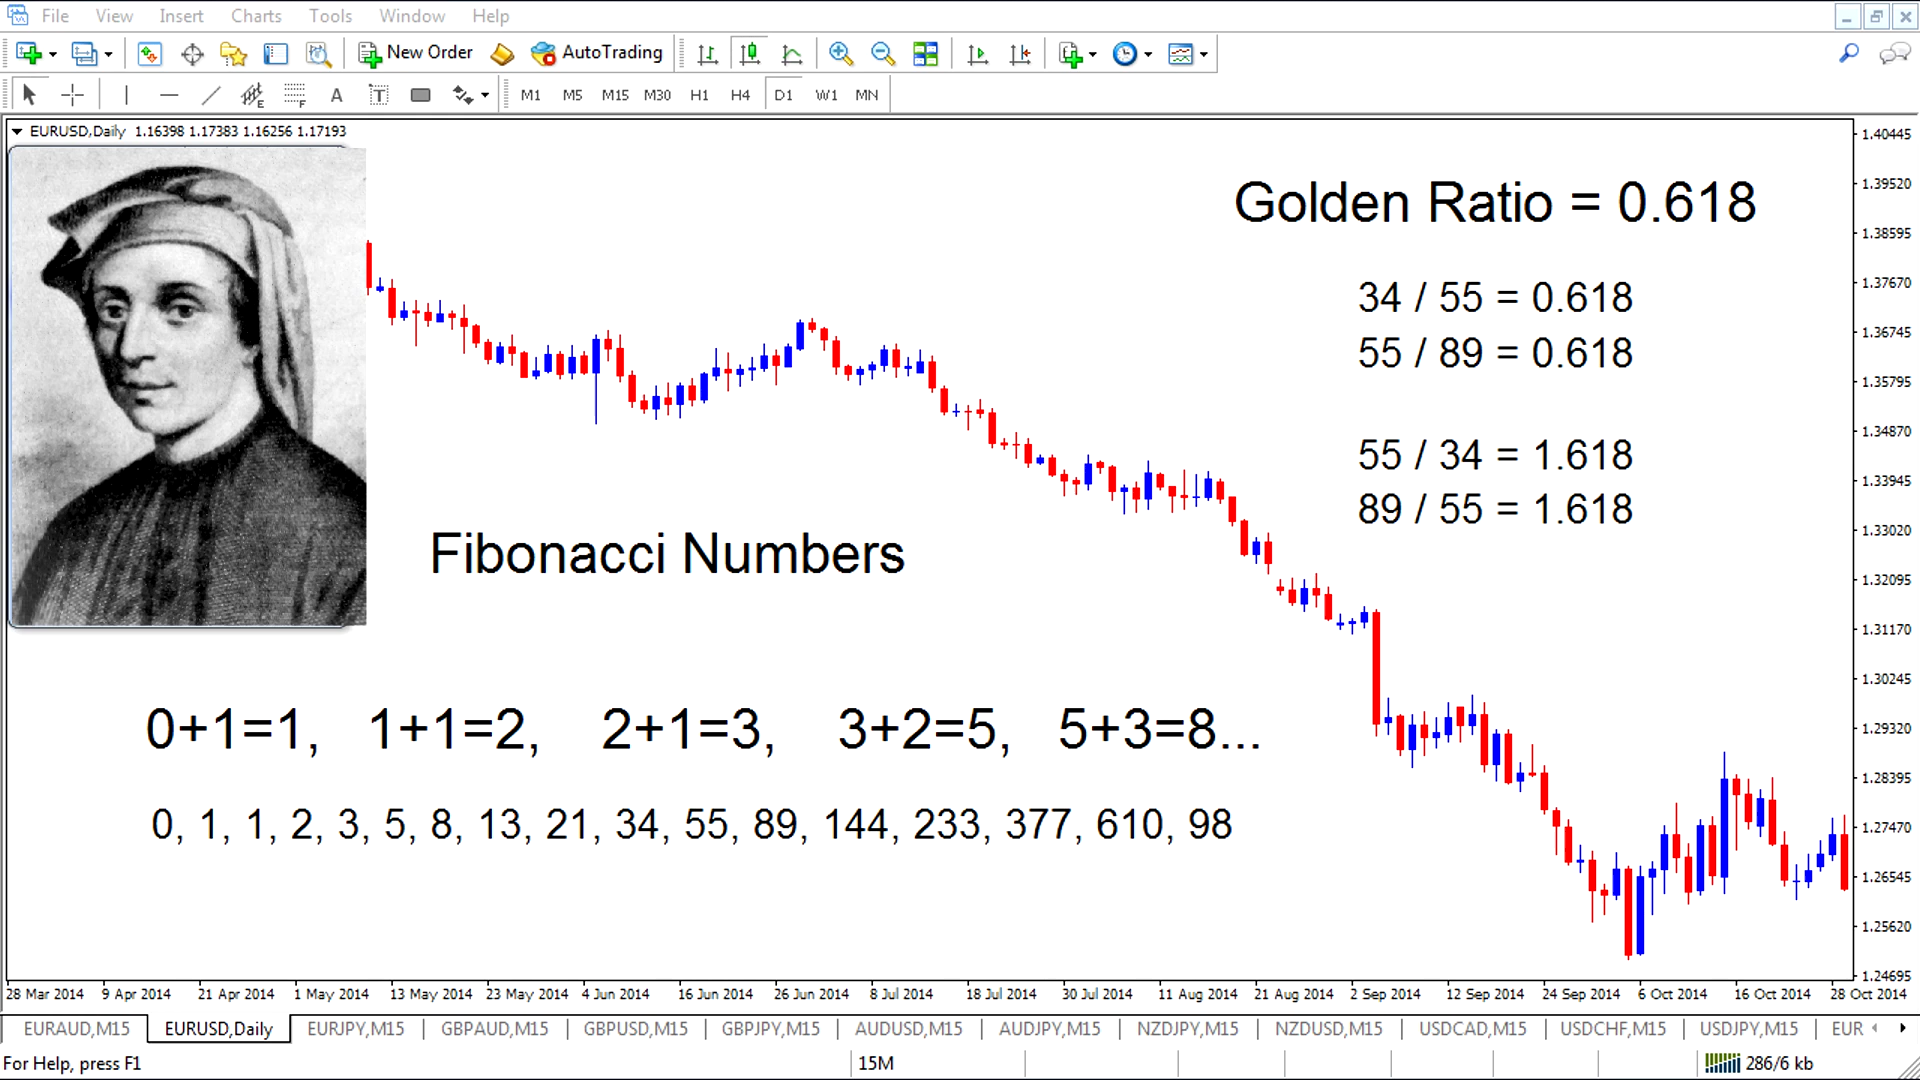 File View Insert Charts Tools Window Help
New Order AutoTrading
E F A T M1 M5 M15 M30 H1 H4 D1 W1 MN
EURUSD,Daily 1.16398 1.17383 1.16256 1.17193
1.40445
1.39520
Golden Ratio = 0.618
1.38595
1.37670
34 / 55 = 0.618
1.36745
55 / 89 = 0.618
1.35795
1.34870
55 / 34 = 1.618
1.33945
89 / 55 = 1.618
1.33020
Fibonacci Numbers
1.32095
1.31170
1.30245
0+1=1, 1+1=2, 2+1=3, 3+2=5, 5+3=8...
1.29320
1.28395
0, 1, 1, 2, 3, 5, 8, 13, 21, 34, 55, 89, 144, 233, 377, 610, 98
1.27470
1.26545
1.25620
1.24695
28 Mar 2014 9 Apr 2014 21 Apr 2014 1 May 2014 13 May 2014 23 May 2014 4 Jun 2014 16 Jun 2014 26 Jun 2014 8 Jul 2014 18 Jul 2014 30 Jul 2014 11 Aug 2014 21 Aug 2014 2 Sep 2014 12 Sep 2014 24 Sep 2014 6 Oct 2014 16 Oct 2014 28 Oct 2014
EURAUD,M15 EURUSD,Daily EURJPY,M15 GBPAUD,M15 GBPUSD,M15 GBPJPY,M15 AUDUSD,M15 AUDJPY,M15 NZDJPY,M15 NZDUSD,M15 USDCAD,M15 USDCHF,M15 USDJPY,M15 EUR
For Help, press F1 15M 286/6 kb